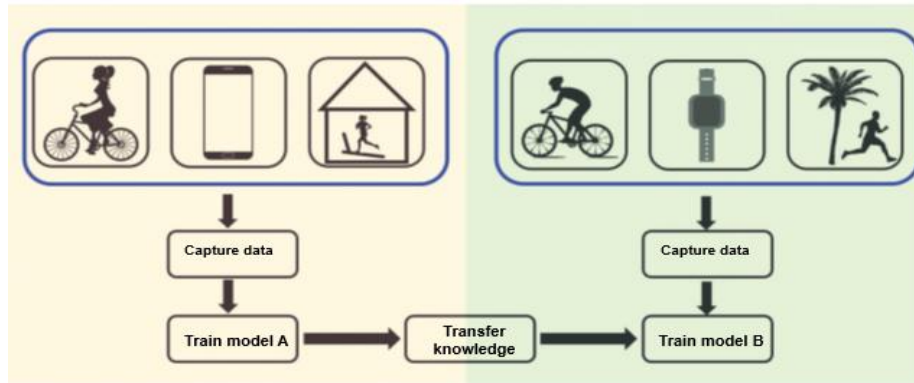 Capture data
Capture data
Train model A
Transfer
knowledge
Train model B